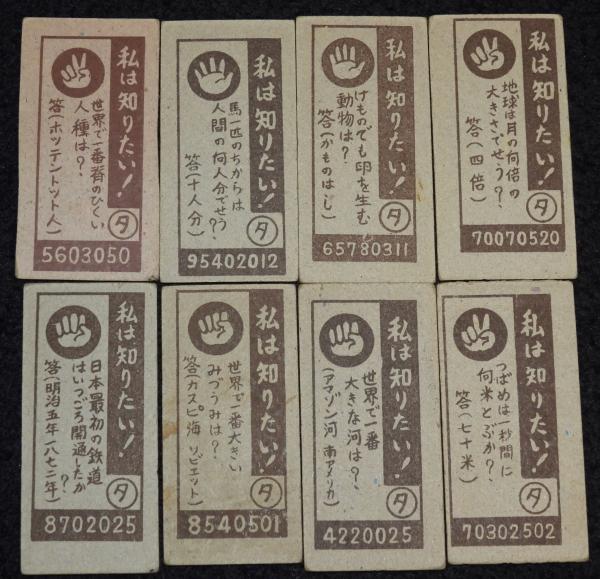 私は知りたい!
世界で一番脊のひくい
人種は?
答(ホッテントット人)
タ
5603050
私は知りたい!
馬一匹のちからは
人間の何人分でせう?
答(十人分)
タ
95402012
私は知りたい!
けものでも卵を生む
動物は?
答(かものはし)
タ
65780311
私は知りたい!
地球は月の何倍の
大きさでせう?
答(四倍)
タ
70070520
私は知りたい!
日本最初の鉄道
はいつごろ開通したか?
答(明治五年一八七二年)
タ
8702025
私は知りたい!
世界で一番大きい
みづうみは?
答(カスピ海 ソビエット)
タ
8540501
私は知りたい!
世界で一番
大きな河は?
(アマゾン河 南アメリカ)
タ
4220025
私は知りたい!
つばめは一秒間に
何米とぶか?
答(七十米)
タ
70302502